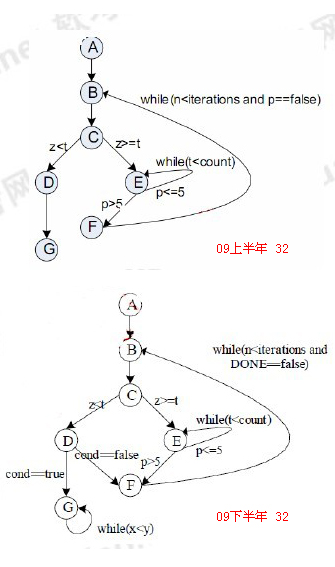 A
B
while(n<iterations and p==false)
C
z<t
z>=t
while(t<count)
D
E
p<=5
p>5
F
G
09上半年 32
A
B
while(n<iterations and
DONE==false)
C
z<t
z>=t
while(t<count)
D
E
cond==false
p<=5
p>5
cond==true
F
G
09下半年 32
while(x<y)